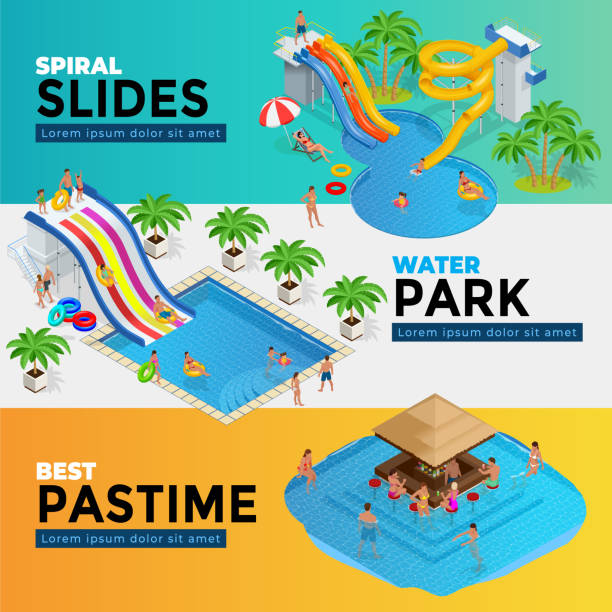 SPIRAL
SLIDES
Lorem ipsum dolor sit amet
WATER
PARK
Lorem ipsum dolor sit amet
BEST
PASTIME
Lorem ipsum dolor sit amet